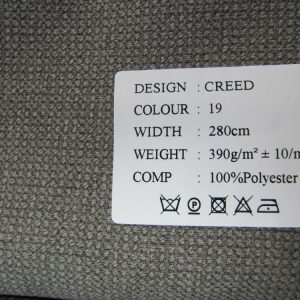 DESIGN : CREED
COLOUR : 19
WIDTH : 280cm
WEIGHT : 390g/m² ± 10/m
COMP : 100%Polyester